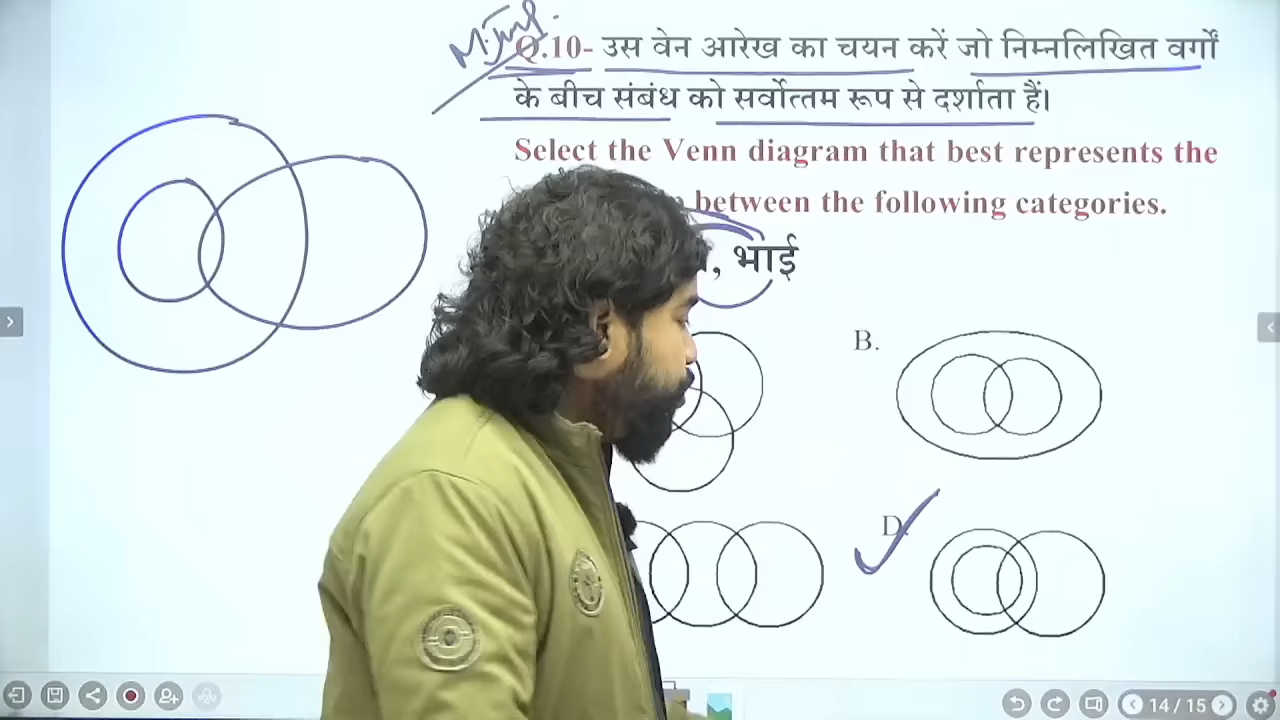 M.Imp.
Q.10- उस वेन आरेख का चयन करें जो निम्नलिखित वर्गों
के बीच संबंध को सर्वोत्तम रूप से दर्शाता हैं।
Select the Venn diagram that best represents the
between the following categories.
, भाई
B.
D.
14 / 15